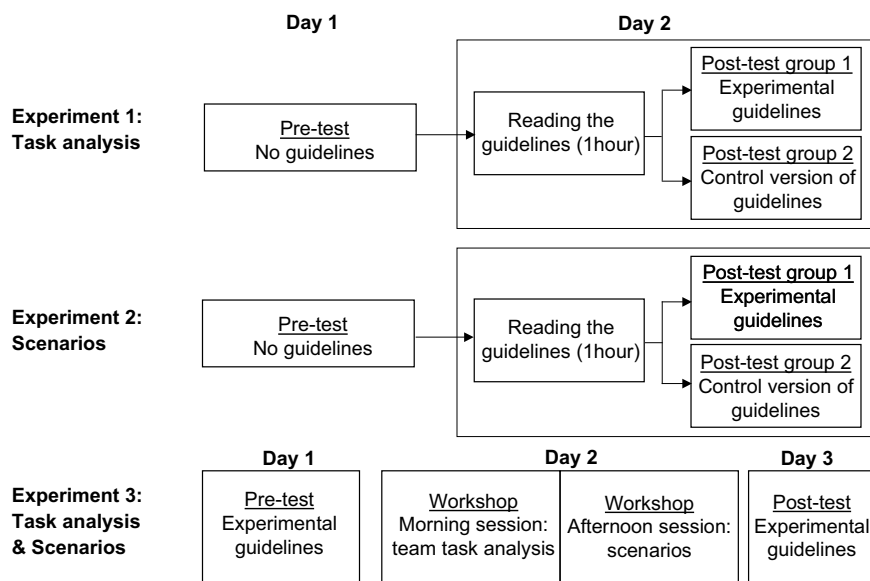 Day 1
Day 2
Experiment 1:
Task analysis
Pre-test
No guidelines
Reading the
guidelines (1hour)
Post-test group 1
Experimental
guidelines
Post-test group 2
Control version of
guidelines
Experiment 2:
Scenarios
Pre-test
No guidelines
Reading the
guidelines (1hour)
Post-test group 1
Experimental
guidelines
Post-test group 2
Control version of
guidelines
Day 1
Day 2
Day 3
Experiment 3:
Task analysis
& Scenarios
Pre-test
Experimental
guidelines
Workshop
Morning session:
team task analysis
Workshop
Afternoon session:
scenarios
Post-test
Experimental
guidelines